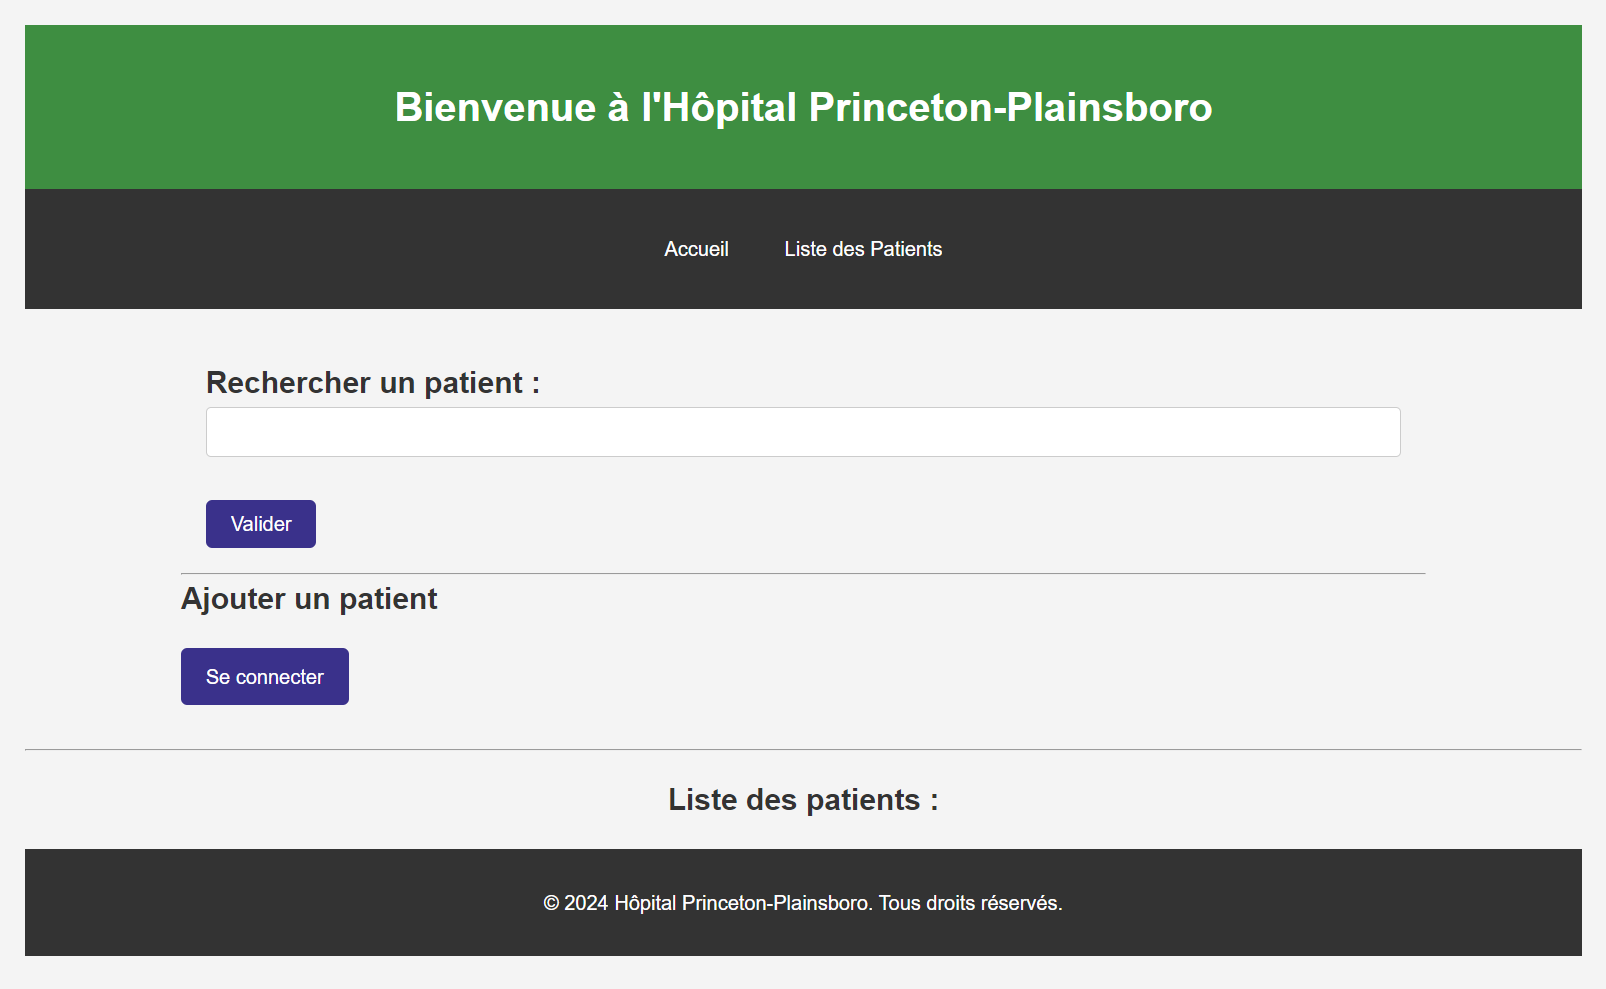 Bienvenue à l'Hôpital Princeton-Plainsboro
Accueil Liste des Patients
Rechercher un patient :
Valider
Ajouter un patient
Se connecter
Liste des patients :
© 2024 Hôpital Princeton-Plainsboro. Tous droits réservés.